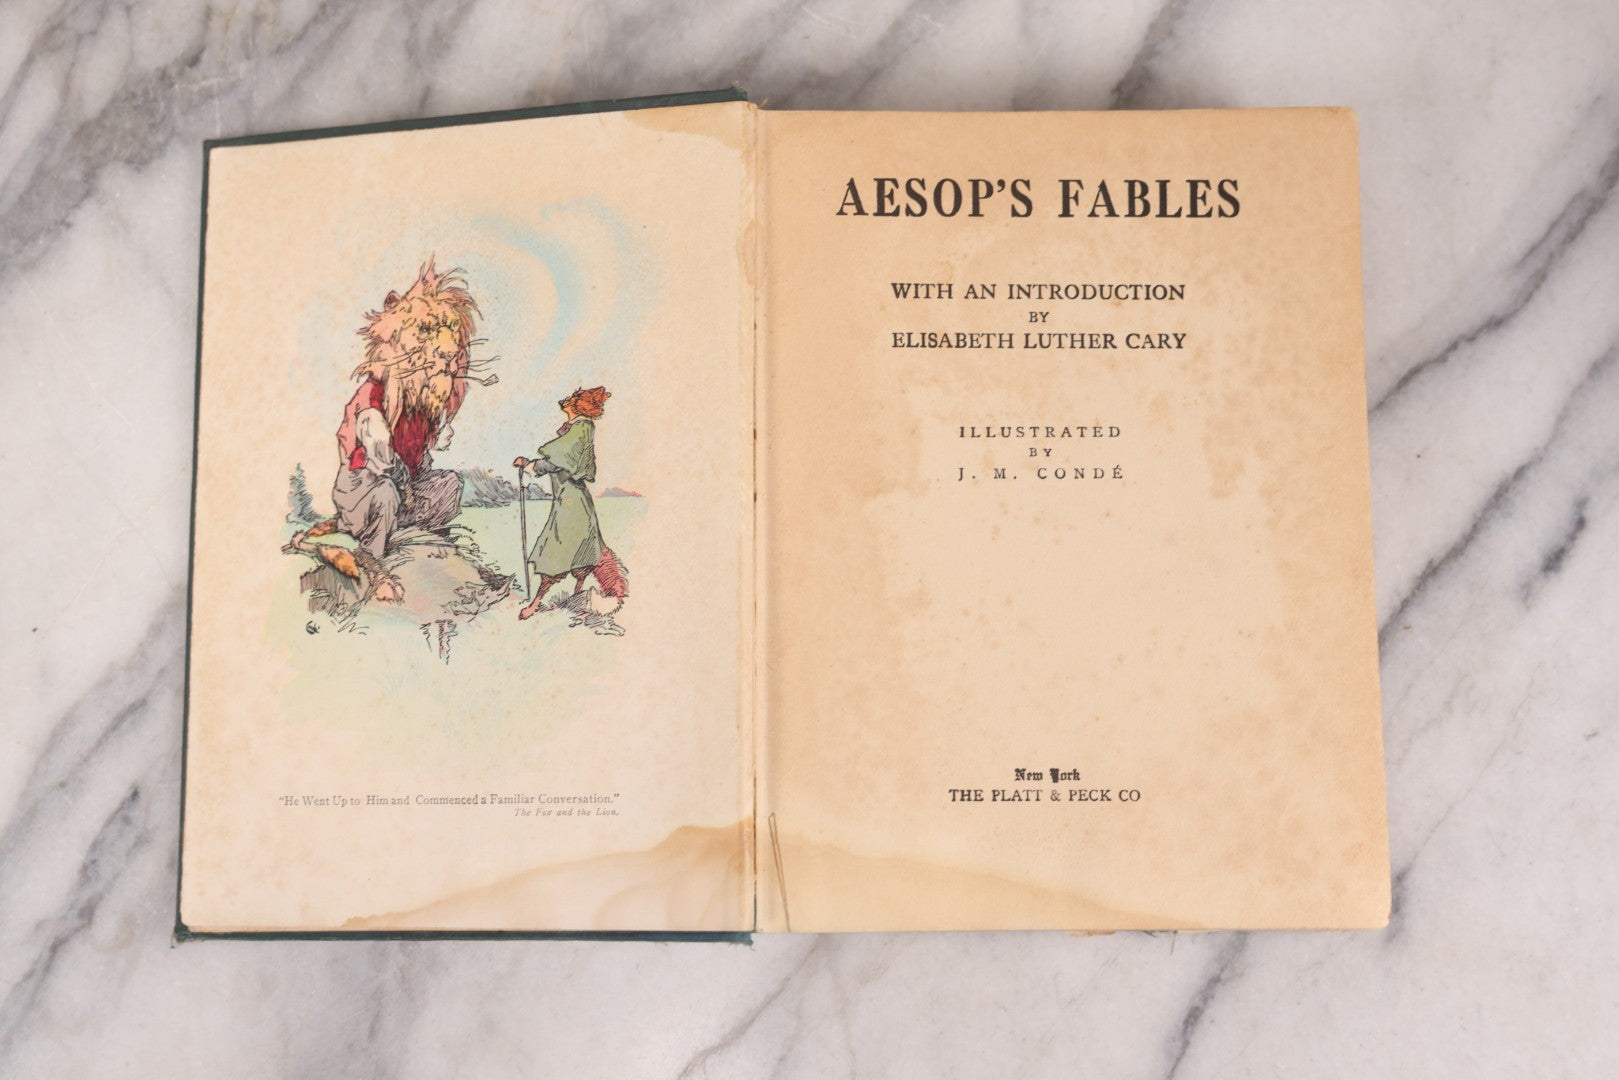 "He Went Up to Him and Commenced a Familiar Conversation."
The Fox and the Lion.
AESOP'S FABLES
WITH AN INTRODUCTION
BY
ELISABETH LUTHER CARY
ILLUSTRATED
BY
J. M. CONDÉ
New York
THE PLATT & PECK CO